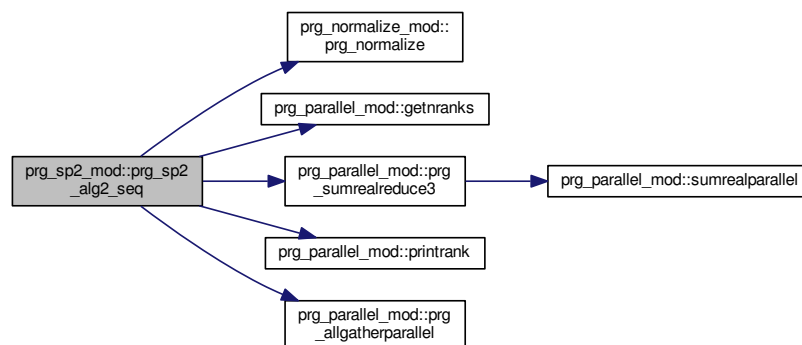 prg_normalize_mod::
prg_normalize
prg_parallel_mod::getnranks
prg_sp2_mod::prg_sp2
_alg2_seq
prg_parallel_mod::prg
_sumrealreduce3
prg_parallel_mod::sumrealparallel
prg_parallel_mod::printrank
prg_parallel_mod::prg
_allgatherparallel